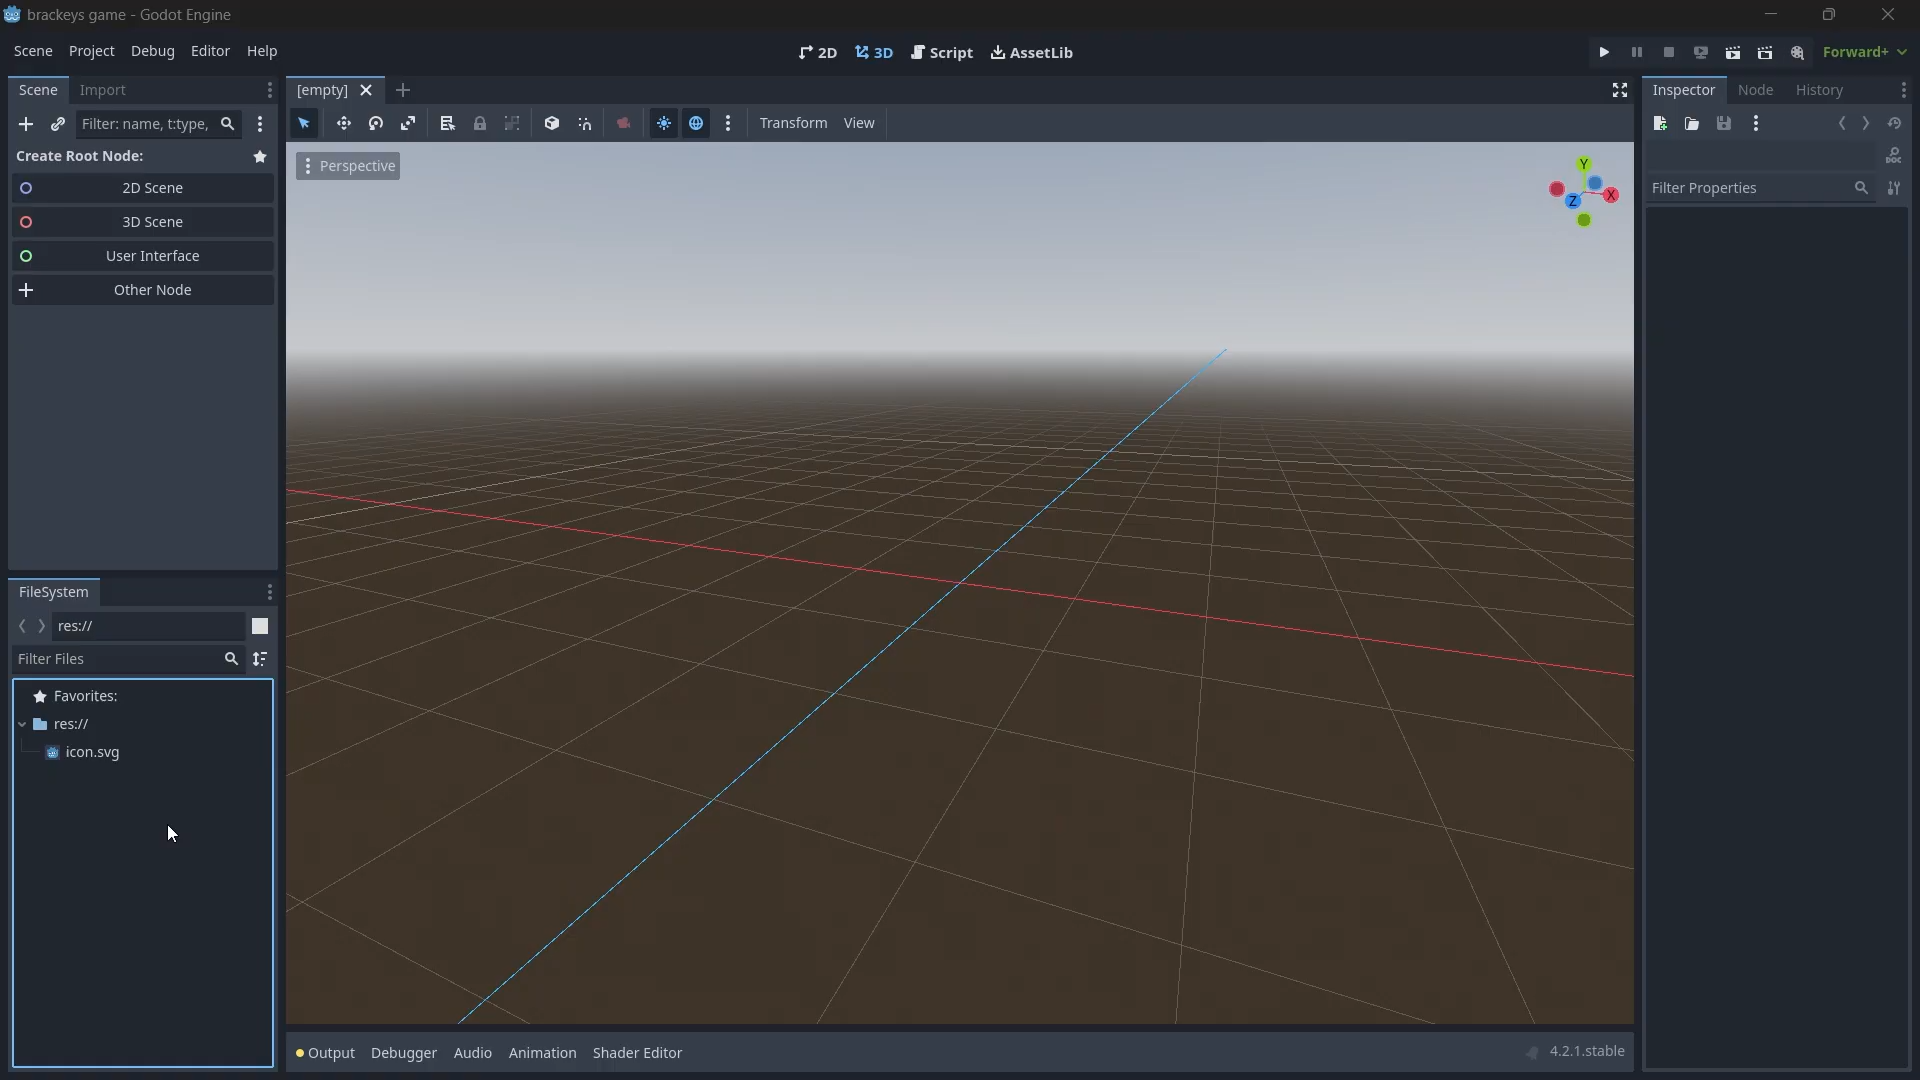 brackeys game - Godot Engine
Scene Project Debug Editor Help
2D 3D Script AssetLib
Forward+
Scene Import
[empty]
Inspector Node History
Filter: name, t:type,
Transform View
Create Root Node:
Perspective
DOC
2D Scene
Filter Properties
3D Scene
User Interface
Other Node
Y
X
Z
FileSystem
res://
Filter Files
Favorites:
res://
icon.svg
Output Debugger Audio Animation Shader Editor
4.2.1.stable